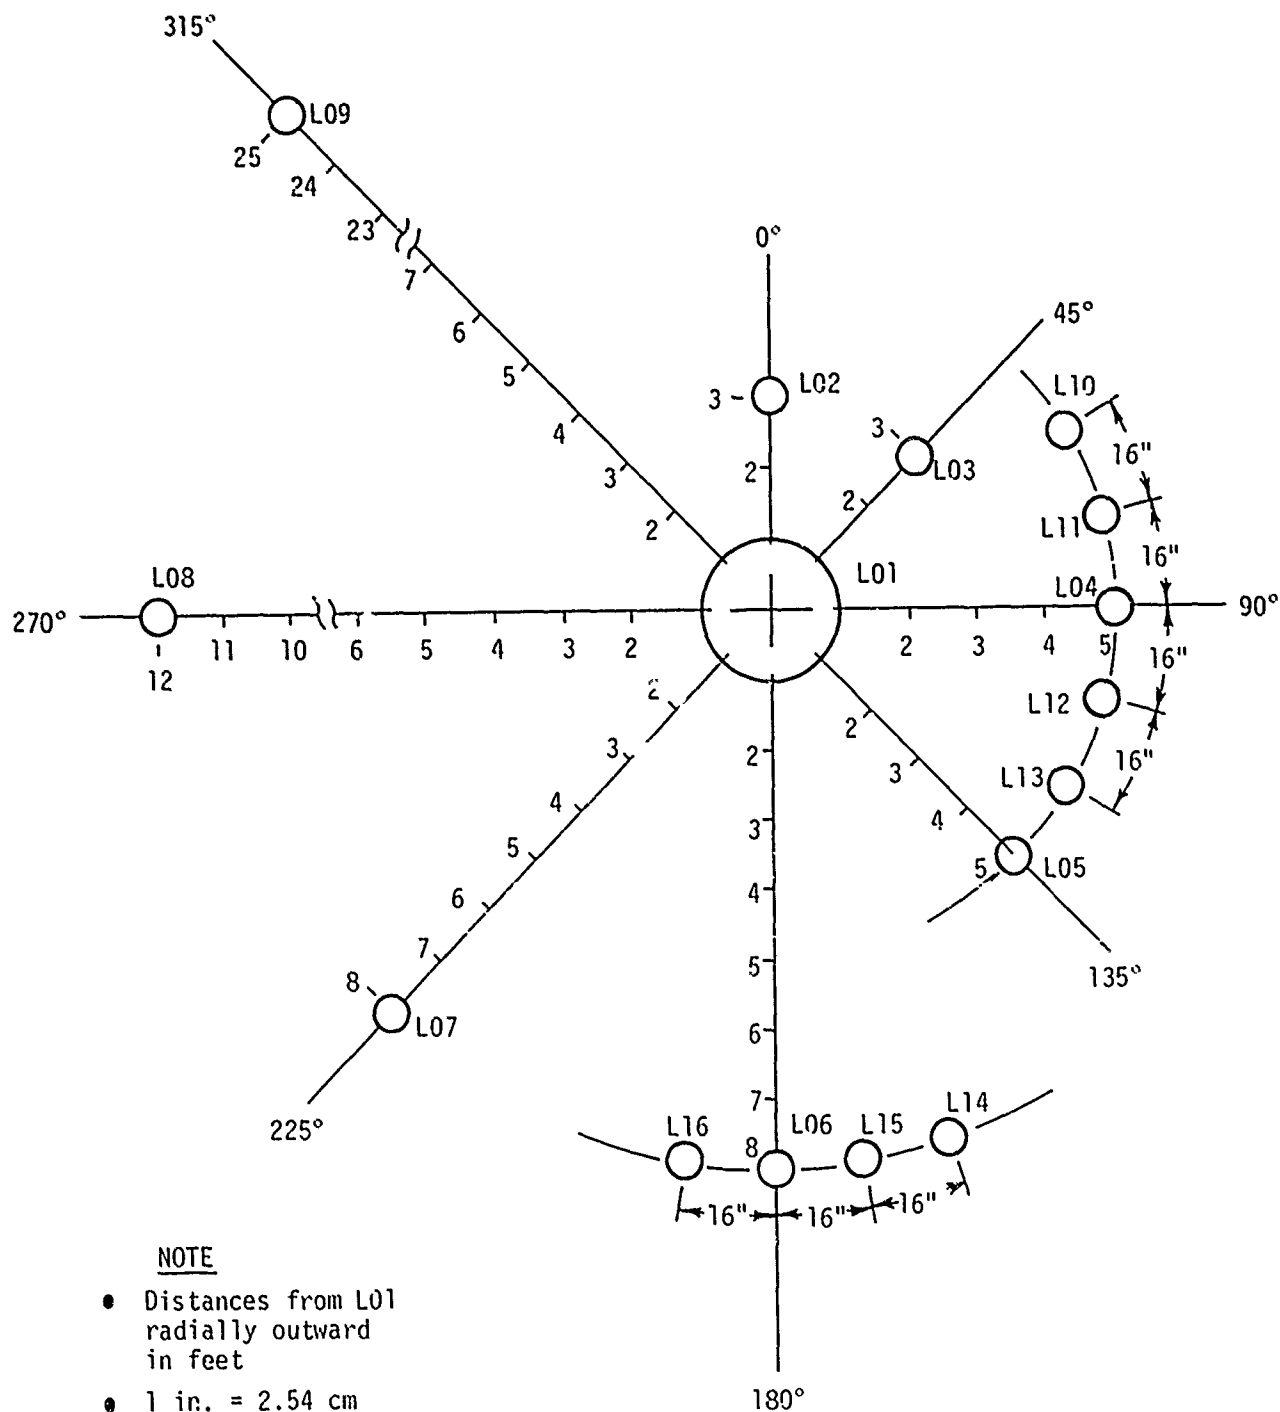 315°
L09
25
24
23
7
6
5
4
3
2
0°
3
L02
2
45°
3
L03
2
L10
16"
L11
16"
L01
L04
90°
2
3
4
5
16"
L12
16"
L13
L08
270°
12
11
10
6
5
4
3
2
2
3
4
5
6
7
8
L07
225°
2
3
4
5
L05
135°
2
3
4
5
6
7
8
L16
L06
L15
L14
16"
16"
16"
180°
NOTE
• Distances from L01
radially outward
in feet
• 1 in. = 2.54 cm